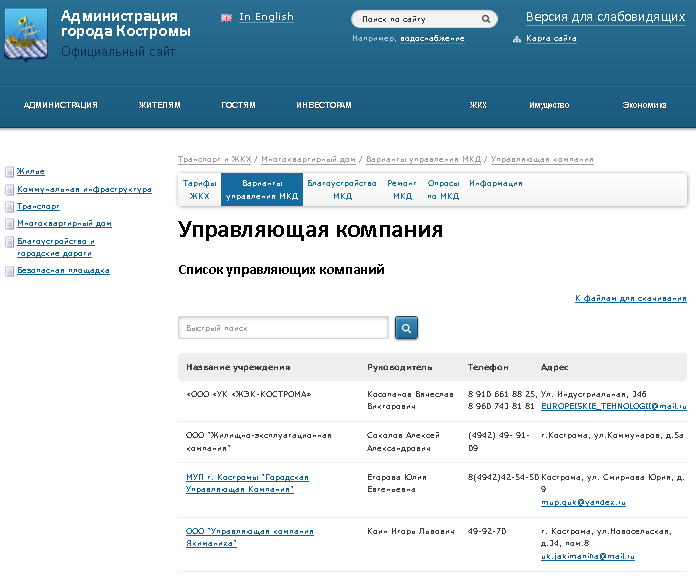 Администрация
города Костромы
Официальный сайт
In English
Поиск по сайту
Например, водоснабжение
Версия для слабовидящих
Карта сайта
АДМИНИСТРАЦИЯ ЖИТЕЛЯМ ГОСТЯМ ИНВЕСТОРАМ ЖКХ Имущество Экономика
Жилье
Коммунальная инфраструктура
Транспорт
Многоквартирный дом
Благоустройство и
городские дороги
Безопасная площадка
Транспорт и ЖКХ / Многоквартирный дом / Варианты управления МКД / Управляющая компания
Тарифы Варианты Благоустройство Ремонт Опросы Информация
ЖКХ управления МКД МКД МКД по МКД
Управляющая компания
Список управляющих компаний
К файлам для скачивания
Быстрый поиск
Название учреждения Руководитель Телефон Адрес
«ООО «УК «ЖЭК-КОСТРОМА» Касаланов Вячеслав 8 910 661 88 25, Ул. Индустриальная, 34б
Викторович 8 960 743 81 81 EUROPEISKIE_TEHNOLOGII@mail.ru
ООО "Жилищно-эксплуатационная Соколов Алексей (4942) 49- 91- г.Кострома, ул.Коммунаров, д.5а
компания" Александрович 09
МУП г. Костромы "Городская Егорова Юлия 8(4942)42-54-50 Кострома, ул. Смирнова Юрия, д.
Управляющая Компания" Евгеньевна 9
mup.guk@yandex.ru
ООО "Управляющая компания Коин Игорь Львович 49-92-70 г. Кострома, ул.Новосельская,
Якиманиха" д.34, пом.8
uk.jakimaniha@mail.ru